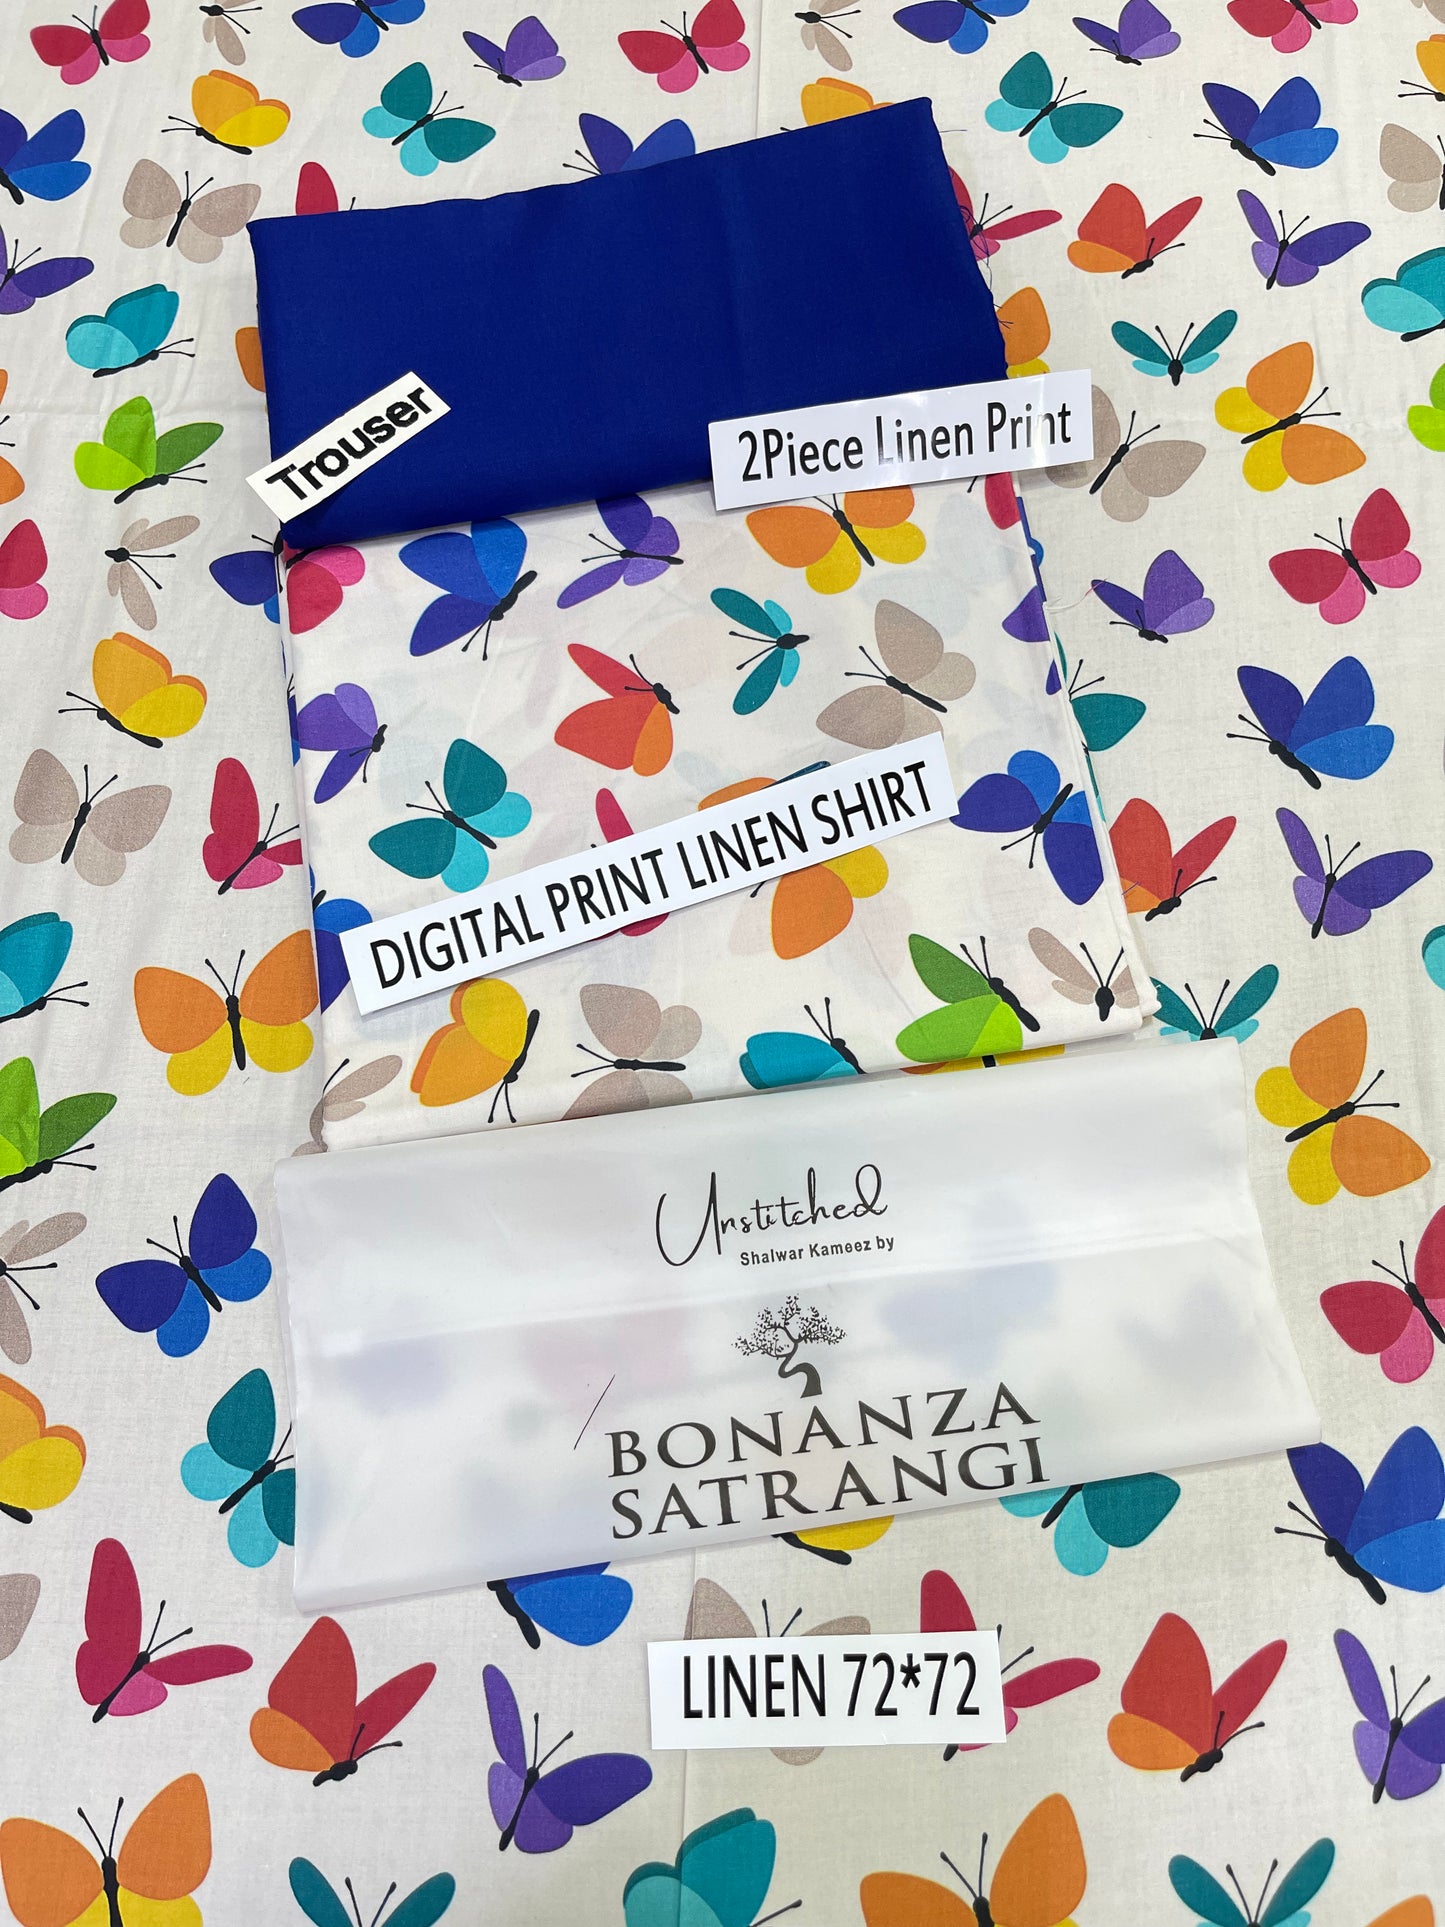 Trouser
2Piece Linen Print
DIGITAL PRINT LINEN SHIRT
Unstitched
Shalwar Kameez by
BONANZA
SATRANGI
LINEN 72*72